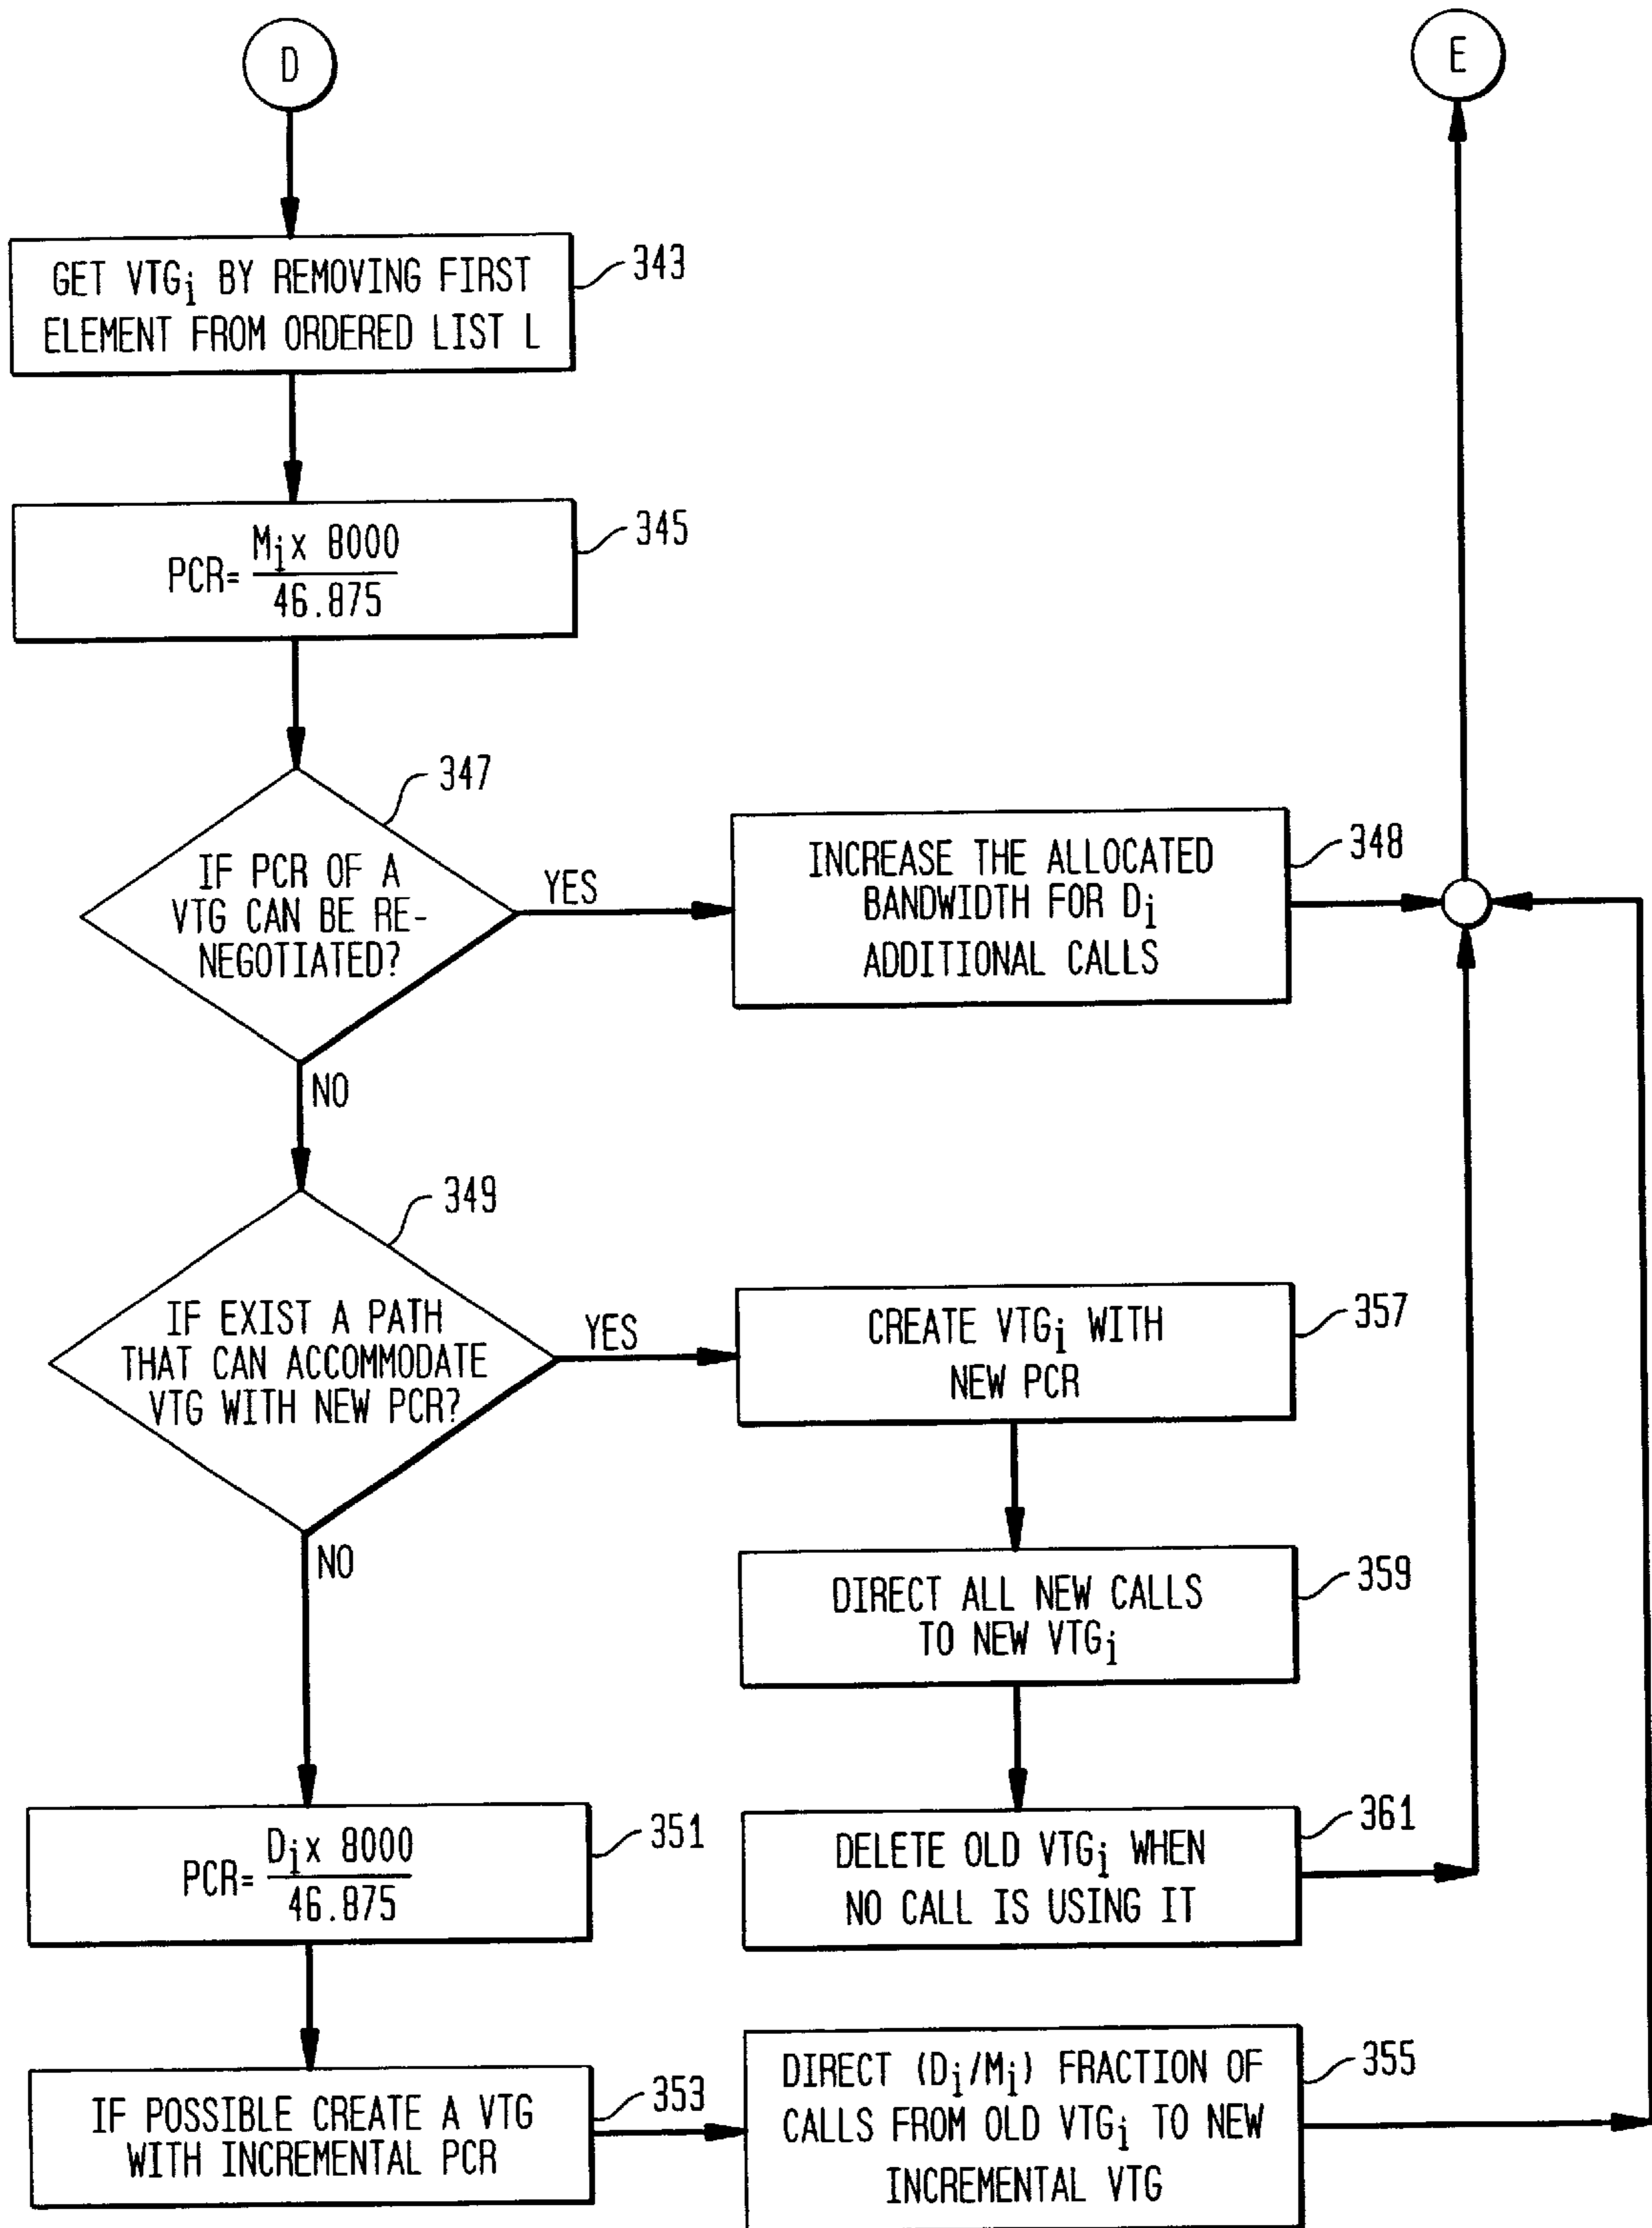 D
E
GET VTGi BY REMOVING FIRST
ELEMENT FROM ORDERED LIST L
343
PCR= Mi x 8000
46.875
345
347
IF PCR OF A
VTG CAN BE RE-
NEGOTIATED?
YES
NO
INCREASE THE ALLOCATED
BANDWIDTH FOR Di
ADDITIONAL CALLS
348
349
IF EXIST A PATH
THAT CAN ACCOMMODATE
VTG WITH NEW PCR?
YES
NO
CREATE VTGi WITH
NEW PCR
357
DIRECT ALL NEW CALLS
TO NEW VTGi
359
DELETE OLD VTGi WHEN
NO CALL IS USING IT
361
PCR= Di x 8000
46.875
351
IF POSSIBLE CREATE A VTG
WITH INCREMENTAL PCR
353
DIRECT (Di/Mi) FRACTION OF
CALLS FROM OLD VTGi TO NEW
INCREMENTAL VTG
355